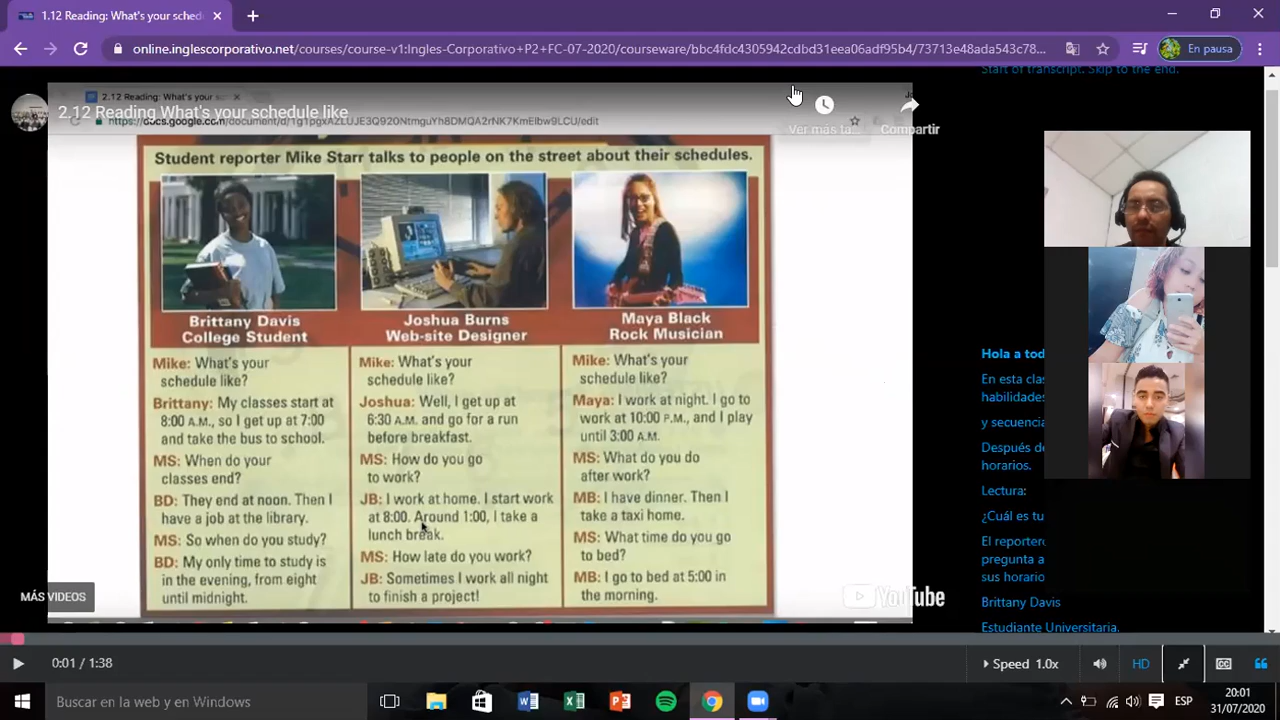 1.12 Reading: What's your sched
online.inglescorporativo.net/courses/course-v1:Ingles-Corporativo+P2+FC-07-2020/courseware/bbc4fdc4305942cdbd31eea06adf95b4/73713e48ada543c78...
En pausa
Start of transcript. Skip to the end.
2.12 Reading: What's your
2.12 Reading What's your schedule like
Ver más ta...
Compartir
Student reporter Mike Starr talks to people on the street about their schedules.
Brittany Davis
College Student
Mike: What's your
schedule like?
Brittany: My classes start at
8:00 A.M., so I get up at 7:00
and take the bus to school.
MS: When do your
classes end?
BD: They end at noon. Then I
have a job at the library.
MS: So when do you study?
BD: My only time to study is
in the evening, from eight
until midnight.
Joshua Burns
Web-site Designer
Mike: What's your
schedule like?
Joshua: Well, I get up at
6:30 A.M. and go for a run
before breakfast.
MS: How do you go
to work?
JB: I work at home. I start work
at 8:00. Around 1:00, I take a
lunch break.
MS: How late do you work?
JB: Sometimes I work all night
to finish a project!
Maya Black
Rock Musician
Mike: What's your
schedule like?
Maya: I work at night. I go to
work at 10:00 P.M., and I play
until 3:00 A.M.
MS: What do you do
after work?
MB: I have dinner. Then I
take a taxi home.
MS: What time do you go
to bed?
MB: I go to bed at 5:00 in
the morning.
MÁS VIDEOS
YouTube
Hola a tod
En esta clas
habilidades
y secuencia
Después de
horarios.
Lectura:
¿Cuál es tu
El reportero
pregunta a
sus horario
Brittany Davis
Estudiante Universitaria.
0:01 / 1:38
Speed 1.0x
HD
Buscar en la web y en Windows
ESP
20:01
31/07/2020